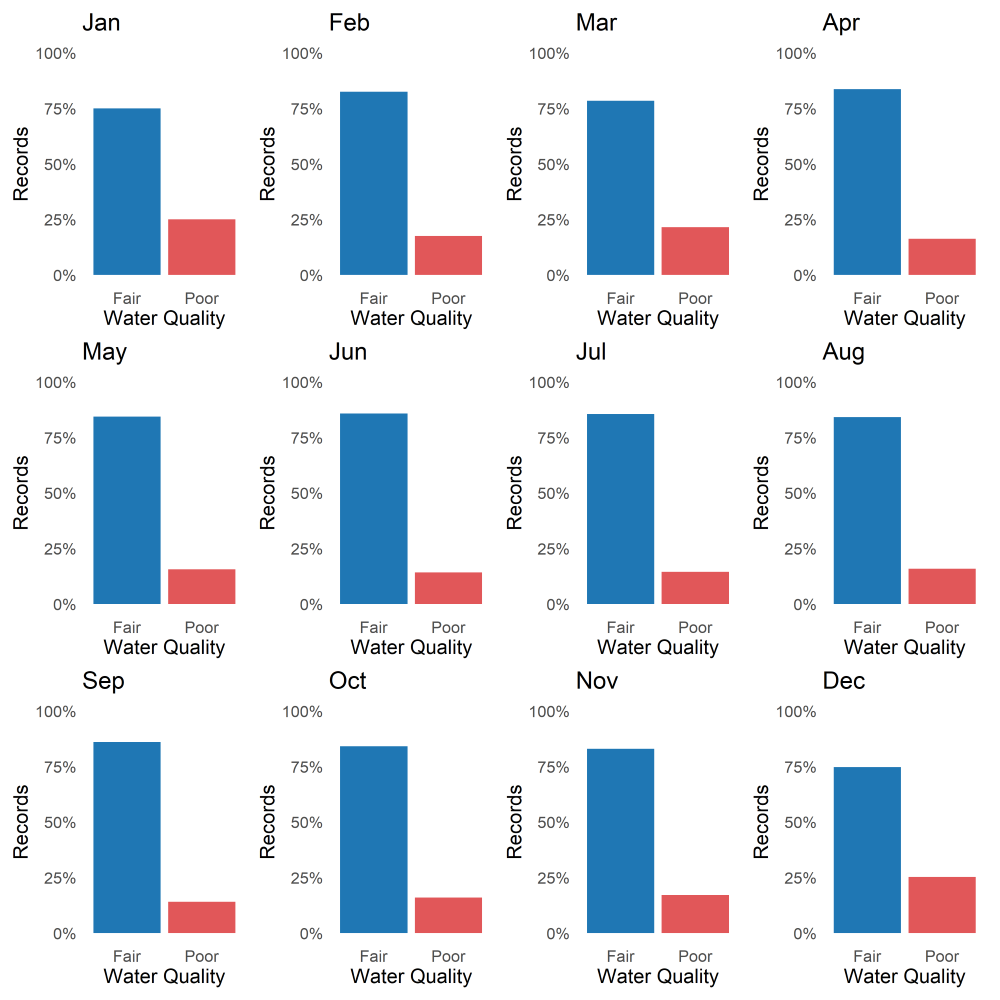 Jan
100%
75%
50%
25%
0%
Records
Fair Poor
Water Quality
Feb
100%
75%
50%
25%
0%
Records
Fair Poor
Water Quality
Mar
100%
75%
50%
25%
0%
Records
Fair Poor
Water Quality
Apr
100%
75%
50%
25%
0%
Records
Fair Poor
Water Quality
May
100%
75%
50%
25%
0%
Records
Fair Poor
Water Quality
Jun
100%
75%
50%
25%
0%
Records
Fair Poor
Water Quality
Jul
100%
75%
50%
25%
0%
Records
Fair Poor
Water Quality
Aug
100%
75%
50%
25%
0%
Records
Fair Poor
Water Quality
Sep
100%
75%
50%
25%
0%
Records
Fair Poor
Water Quality
Oct
100%
75%
50%
25%
0%
Records
Fair Poor
Water Quality
Nov
100%
75%
50%
25%
0%
Records
Fair Poor
Water Quality
Dec
100%
75%
50%
25%
0%
Records
Fair Poor
Water Quality